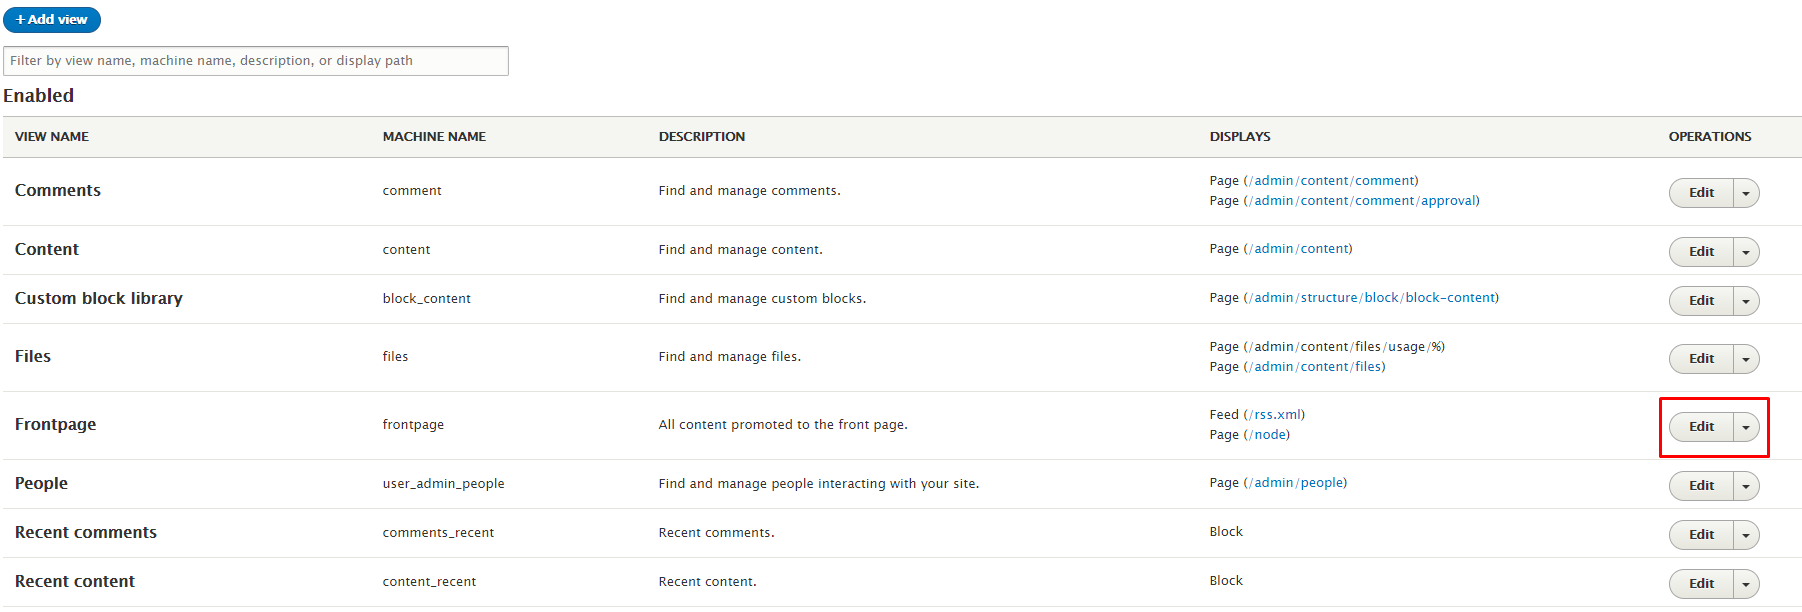 + Add view
Filter by view name, machine name, description, or display path
Enabled
VIEW NAME MACHINE NAME DESCRIPTION DISPLAYS OPERATIONS
Comments comment Find and manage comments. Page (/admin/content/comment) Edit
Page (/admin/content/comment/approval)
Content content Find and manage content. Page (/admin/content) Edit
Custom block library block_content Find and manage custom blocks. Page (/admin/structure/block/block-content) Edit
Files files Find and manage files. Page (/admin/content/files/usage/%) Edit
Page (/admin/content/files)
Frontpage frontpage All content promoted to the front page. Feed (/rss.xml) Edit
Page (/node)
People user_admin_people Find and manage people interacting with your site. Page (/admin/people) Edit
Recent comments comments_recent Recent comments. Block Edit
Recent content content_recent Recent content. Block Edit